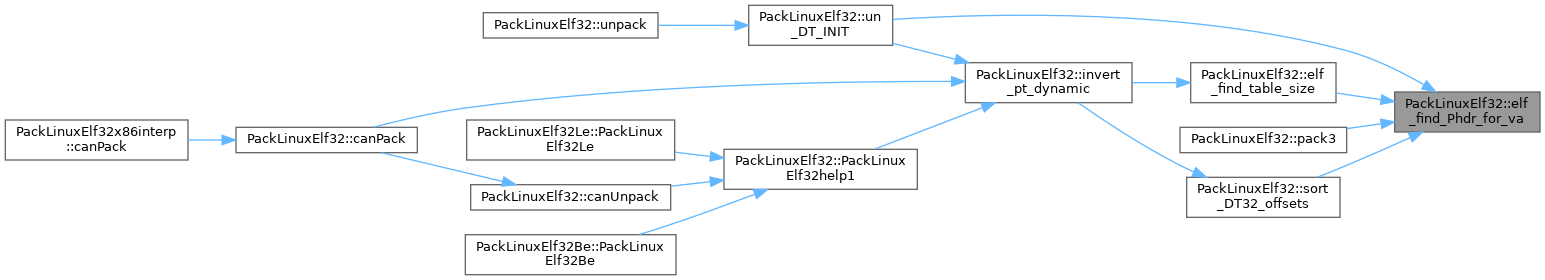 PackLinuxElf32::unpack
PackLinuxElf32::un
_DT_INIT
PackLinuxElf32::invert
_pt_dynamic
PackLinuxElf32::elf
_find_table_size
PackLinuxElf32::elf
_find_Phdr_for_va
PackLinuxElf32x86interp
::canPack
PackLinuxElf32::canPack
PackLinuxElf32Le::PackLinux
Elf32Le
PackLinuxElf32::pack3
PackLinuxElf32::PackLinux
Elf32help1
PackLinuxElf32::canUnpack
PackLinuxElf32::sort
_DT32_offsets
PackLinuxElf32Be::PackLinux
Elf32Be